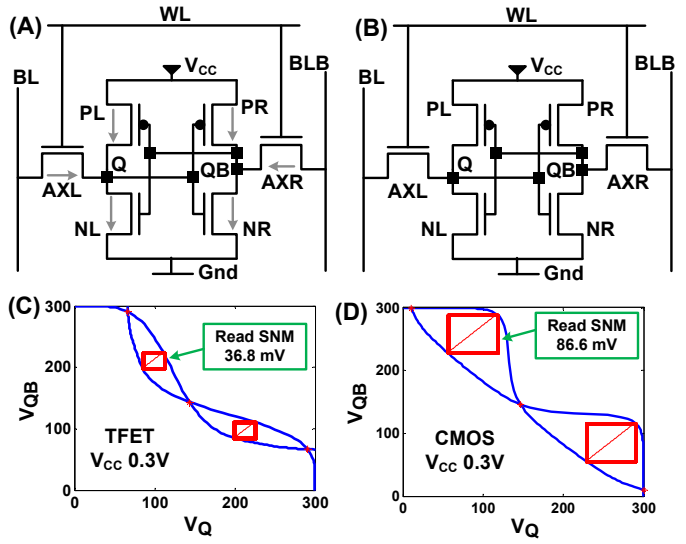 (A)
WL
BL
BLB
VCC
PL
PR
Q
QB
AXL
AXR
NL
NR
Gnd
(B)
WL
BL
BLB
VCC
PL
PR
Q
QB
AXL
AXR
NL
NR
Gnd
(C)
300
200
100
0
VQB
Read SNM
36.8 mV
TFET
VCC 0.3V
0
100
200
300
VQ
(D)
300
200
100
0
VQB
Read SNM
86.6 mV
CMOS
VCC 0.3V
0
100
200
300
VQ